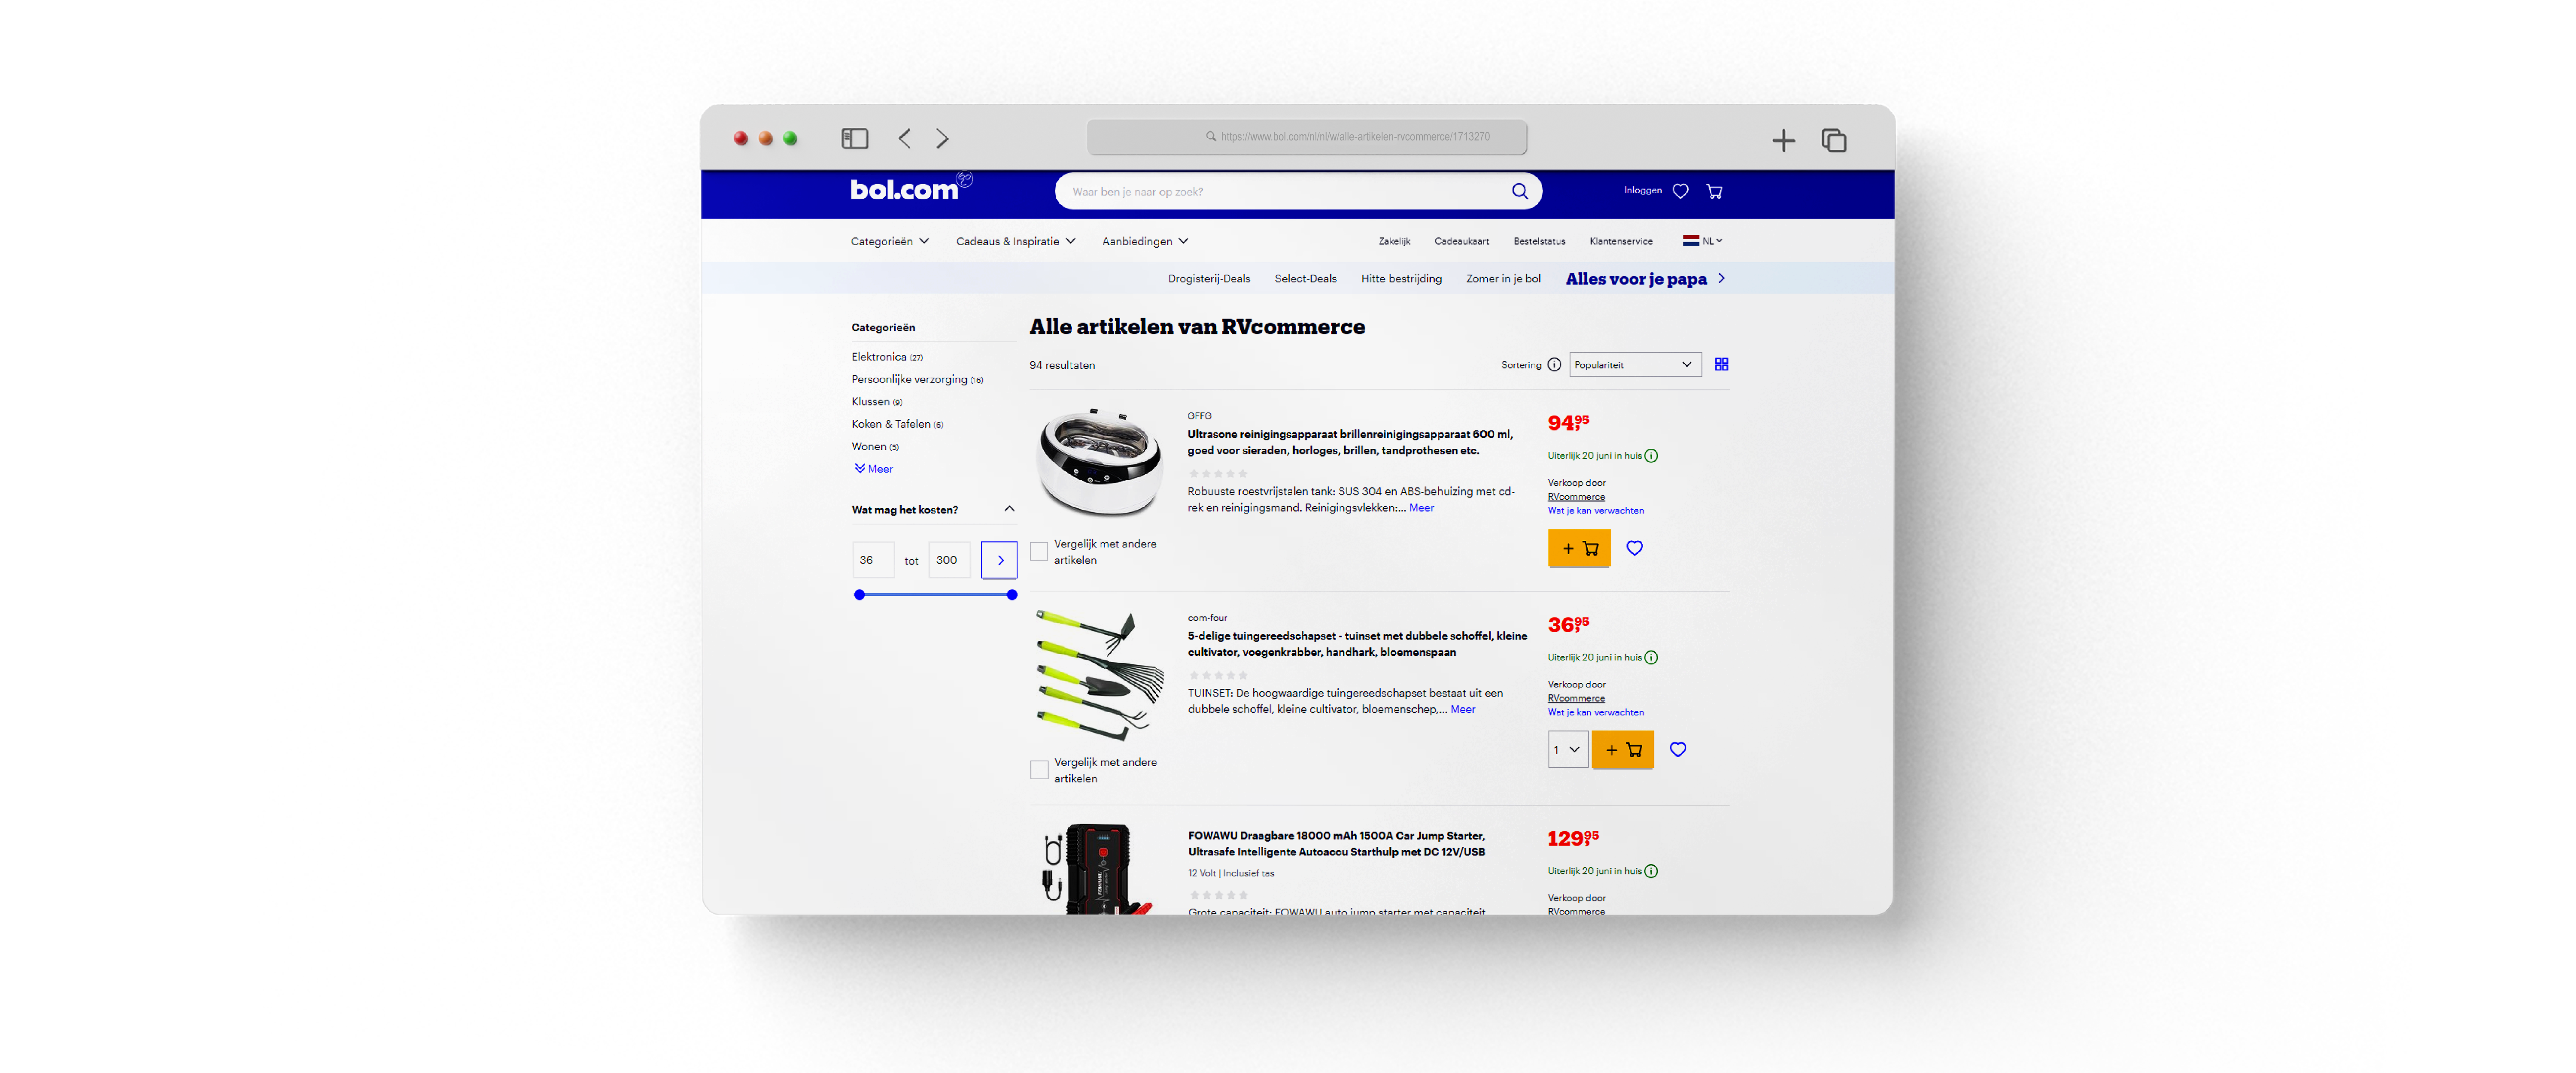 https://www.bol.com/nl/nl/w/alle-artikelen-rvcommerce/1713270
bol.com
Waar ben je naar op zoek?
Inloggen
Categorieën
Cadeaus & Inspiratie
Aanbiedingen
Zakelijk
Cadeaukaart
Bestelstatus
Klantenservice
NL
Drogisterij-Deals
Select-Deals
Hitte bestrijding
Zomer in je bol
Alles voor je papa
Categorieën
Elektronica (27)
Persoonlijke verzorging (16)
Klussen (9)
Koken & Tafelen (6)
Wonen (5)
Meer
Wat mag het kosten?
36 tot 300
Alle artikelen van RVcommerce
94 resultaten
Sortering
Populariteit
GFFG
Ultrasone reinigingsapparaat brillenreinigingsapparaat 600 ml,
goed voor sieraden, horloges, brillen, tandprothesen etc.
Robuuste roestvrijstalen tank: SUS 304 en ABS-behuizing met cd-
rek en reinigingsmand. Reinigingsvlekken:... Meer
Vergelijk met andere
artikelen
94,95
Uiterlijk 20 juni in huis
Verkoop door
RVcommerce
Wat je kan verwachten
com-four
5-delige tuingereedschapset - tuinset met dubbele schoffel, kleine
cultivator, voegenkrabber, handhark, bloemenspaan
TUINSET: De hoogwaardige tuingereedschapset bestaat uit een
dubbele schoffel, kleine cultivator, bloemenschep,... Meer
Vergelijk met andere
artikelen
36,95
Uiterlijk 20 juni in huis
Verkoop door
RVcommerce
Wat je kan verwachten
1
FOWAWU Draagbare 18000 mAh 1500A Car Jump Starter,
Ultrasafe Intelligente Autoaccu Starthulp met DC 12V/USB
12 Volt | Inclusief tas
Grote capaciteit: FOWAWU auto jump starter met capaciteit
129,95
Uiterlijk 20 juni in huis
Verkoop door
RVcommerce